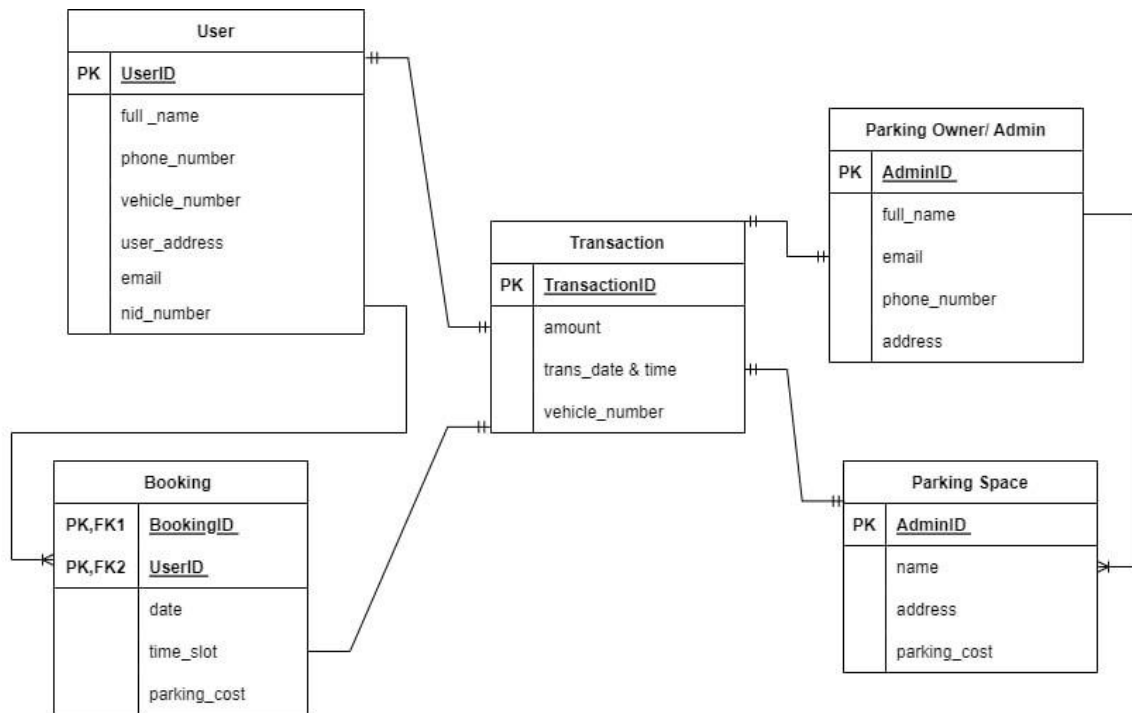 User
PK UserID
full _name
phone_number
vehicle_number
user_address
email
nid_number
Parking Owner/ Admin
PK AdminID
full_name
email
phone_number
address
Transaction
PK TransactionID
amount
trans_date & time
vehicle_number
Booking
PK,FK1 BookingID
PK,FK2 UserID
date
time_slot
parking_cost
Parking Space
PK AdminID
name
address
parking_cost